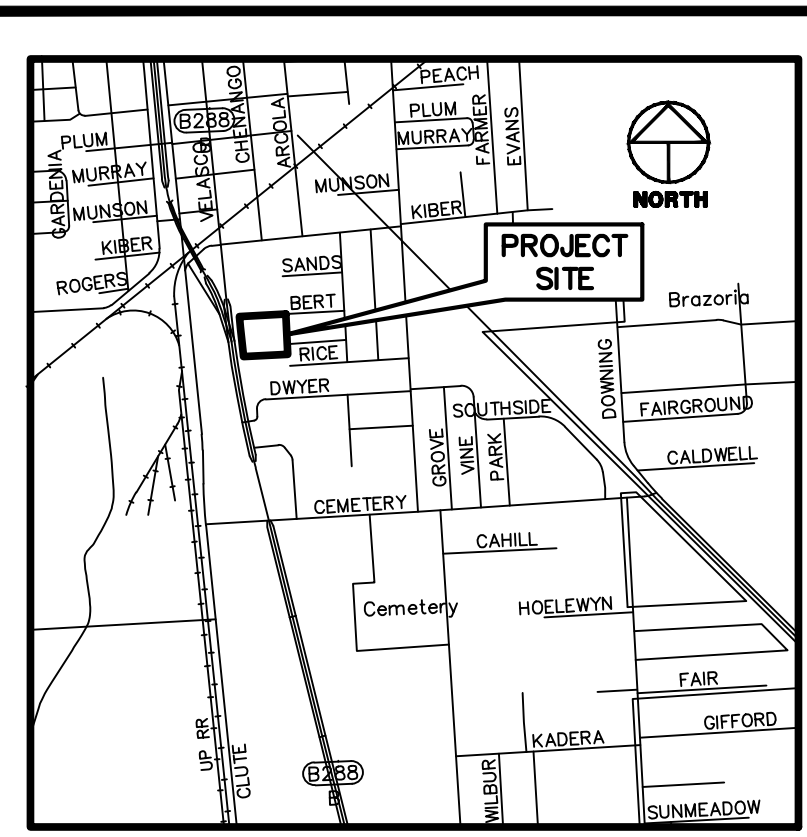 PEACH
CHENANGO
ARCOLA
PLUM
FARMER
EVANS
B288
B
PLUM
MURRAY
VELASCO
GARDENIA
MURRAY
MUNSON
MUNSON
KIBER
NORTH
KIBER
PROJECT
SITE
SANDS
ROGERS
BERT
Brazoria
RICE
DWYER
DOWNING
SOUTHSIDE
FAIRGROUND
GROVE
VINE
PARK
CALDWELL
CEMETERY
CAHILL
Cemetery
HOELEWYN
FAIR
UP RR
CLUTE
GIFFORD
KADERA
B288
B
WILBUR
SUNMEADOW